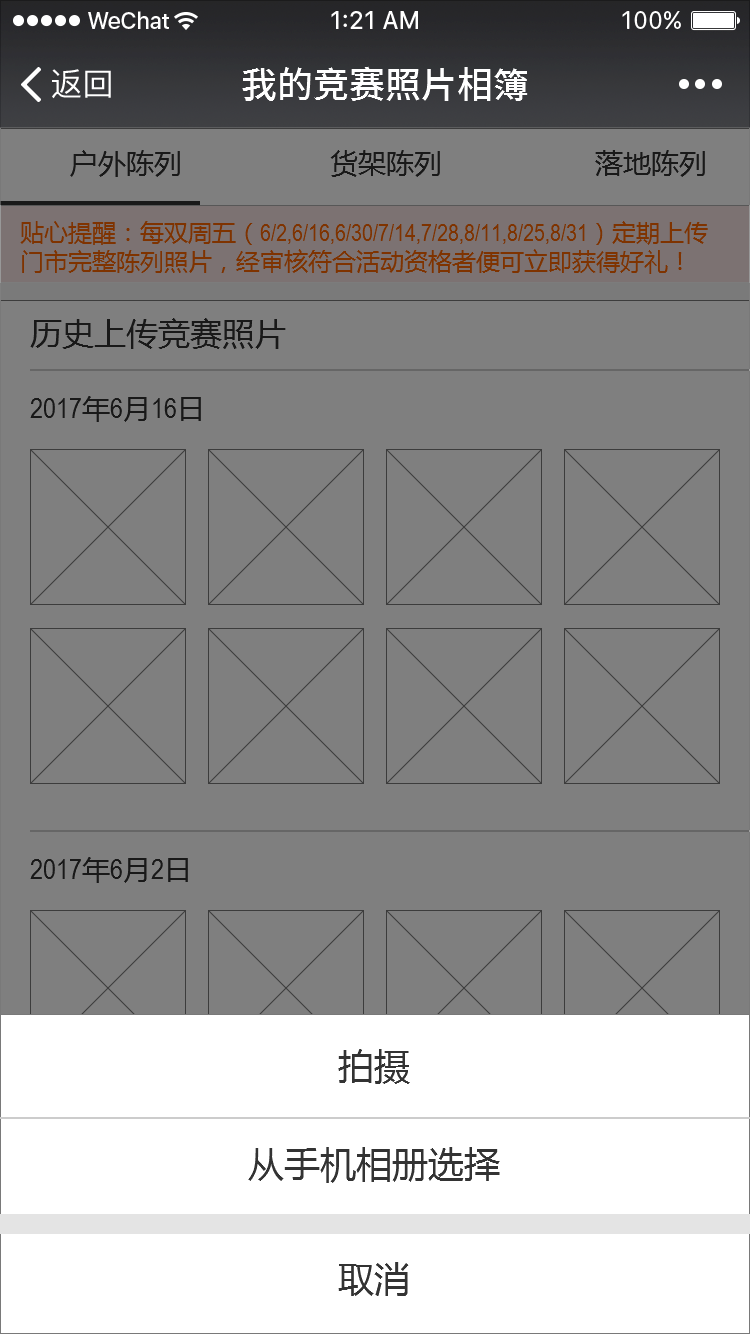 WeChat 1:21 AM 100%
返回 我的竞赛照片相簿
户外陈列 货架陈列 落地陈列
贴心提醒：每双周五（6/2,6/16,6/30/7/14,7/28,8/11,8/25,8/31）定期上传
门市完整陈列照片，经审核符合活动资格者便可立即获得好礼！
历史上传竞赛照片
2017年6月16日
2017年6月2日
拍摄
从手机相册选择
取消